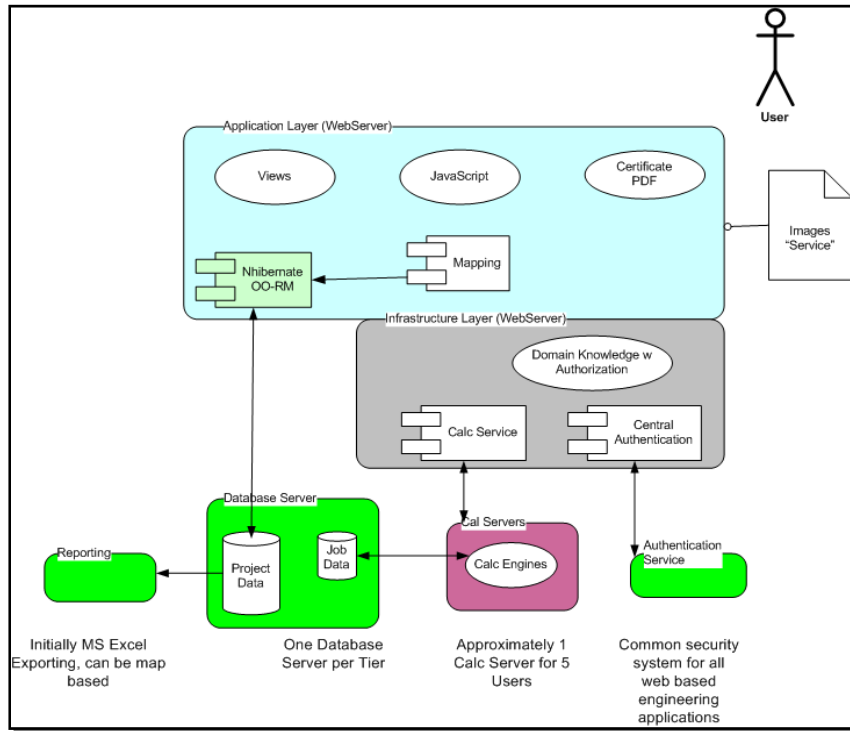 User
Application Layer (WebServer)
Views
JavaScript
Certificate
PDF
Images
“Service”
Nhibernate
OO-RM
Mapping
Infrastructure Layer (WebServer)
Domain Knowledge w
Authorization
Calc Service
Central
Authentication
Database Server
Project
Data
Job
Data
Cal Servers
Calc Engines
Reporting
Authentication
Service
Initially MS Excel
Exporting, can be map
based
One Database
Server per Tier
Approximately 1
Calc Server for 5
Users
Common security
system for all
web based
engineering
applications